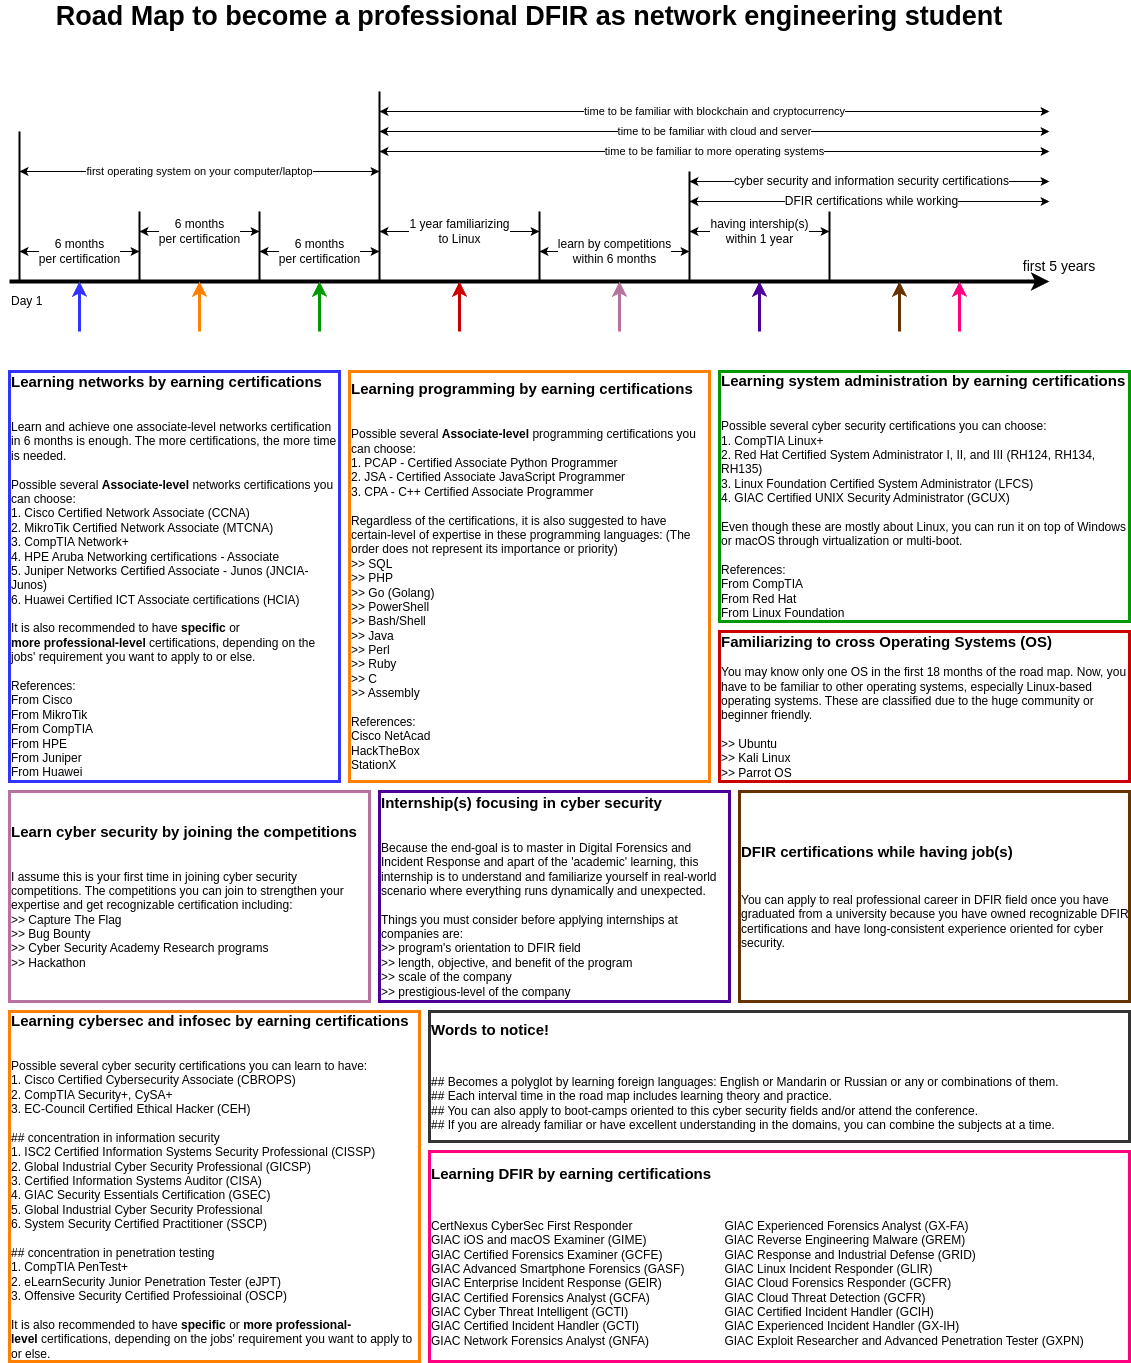 Road Map to become a professional DFIR as network engineering student
time to be familiar with blockchain and cryptocurrency
time to be familiar with cloud and server
time to be familiar to more operating systems
first operating system on your computer/laptop
cyber security and information security certifications
DFIR certifications while working
6 months
per certification
6 months
per certification
6 months
per certification
1 year familiarizing
to Linux
learn by competitions
within 6 months
having intership(s)
within 1 year
first 5 years
Day 1
Learning networks by earning certifications
Learn and achieve one associate-level networks certification
in 6 months is enough. The more certifications, the more time
is needed.
Possible several Associate-level networks certifications you
can choose:
1. Cisco Certified Network Associate (CCNA)
2. MikroTik Certified Network Associate (MTCNA)
3. CompTIA Network+
4. HPE Aruba Networking certifications - Associate
5. Juniper Networks Certified Associate - Junos (JNCIA-
Junos)
6. Huawei Certified ICT Associate certifications (HCIA)
It is also recommended to have specific or
more professional-level certifications, depending on the
jobs' requirement you want to apply to or else.
References:
From Cisco
From MikroTik
From CompTIA
From HPE
From Juniper
From Huawei
Learning programming by earning certifications
Possible several Associate-level programming certifications you
can choose:
1. PCAP - Certified Associate Python Programmer
2. JSA - Certified Associate JavaScript Programmer
3. CPA - C++ Certified Associate Programmer
Regardless of the certifications, it is also suggested to have
certain-level of expertise in these programming languages: (The
order does not represent its importance or priority)
>> SQL
>> PHP
>> Go (Golang)
>> PowerShell
>> Bash/Shell
>> Java
>> Perl
>> Ruby
>> C
>> Assembly
References:
Cisco NetAcad
HackTheBox
StationX
Learning system administration by earning certifications
Possible several cyber security certifications you can choose:
1. CompTIA Linux+
2. Red Hat Certified System Administrator I, II, and III (RH124, RH134,
RH135)
3. Linux Foundation Certified System Administrator (LFCS)
4. GIAC Certified UNIX Security Administrator (GCUX)
Even though these are mostly about Linux, you can run it on top of Windows
or macOS through virtualization or multi-boot.
References:
From CompTIA
From Red Hat
From Linux Foundation
Familiarizing to cross Operating Systems (OS)
You may know only one OS in the first 18 months of the road map. Now, you
have to be familiar to other operating systems, especially Linux-based
operating systems. These are classified due to the huge community or
beginner friendly.
>> Ubuntu
>> Kali Linux
>> Parrot OS
Learn cyber security by joining the competitions
I assume this is your first time in joining cyber security
competitions. The competitions you can join to strengthen your
expertise and get recognizable certification including:
>> Capture The Flag
>> Bug Bounty
>> Cyber Security Academy Research programs
>> Hackathon
Internship(s) focusing in cyber security
Because the end-goal is to master in Digital Forensics and
Incident Response and apart of the 'academic' learning, this
internship is to understand and familiarize yourself in real-world
scenario where everything runs dynamically and unexpected.
Things you must consider before applying internships at
companies are:
>> program's orientation to DFIR field
>> length, objective, and benefit of the program
>> scale of the company
>> prestigious-level of the company
DFIR certifications while having job(s)
You can apply to real professional career in DFIR field once you have
graduated from a university because you have owned recognizable DFIR
certifications and have long-consistent experience oriented for cyber
security.
Learning cybersec and infosec by earning certifications
Possible several cyber security certifications you can learn to have:
1. Cisco Certified Cybersecurity Associate (CBROPS)
2. CompTIA Security+, CySA+
3. EC-Council Certified Ethical Hacker (CEH)
## concentration in information security
1. ISC2 Certified Information Systems Security Professional (CISSP)
2. Global Industrial Cyber Security Professional (GICSP)
3. Certified Information Systems Auditor (CISA)
4. GIAC Security Essentials Certification (GSEC)
5. Global Industrial Cyber Security Professional
6. System Security Certified Practitioner (SSCP)
## concentration in penetration testing
1. CompTIA PenTest+
2. eLearnSecurity Junior Penetration Tester (eJPT)
3. Offensive Security Certified Professioinal (OSCP)
It is also recommended to have specific or more professional-
level certifications, depending on the jobs' requirement you want to apply to
or else.
Words to notice!
## Becomes a polyglot by learning foreign languages: English or Mandarin or Russian or any or combinations of them.
## Each interval time in the road map includes learning theory and practice.
## You can also apply to boot-camps oriented to this cyber security fields and/or attend the conference.
## If you are already familiar or have excellent understanding in the domains, you can combine the subjects at a time.
Learning DFIR by earning certifications
CertNexus CyberSec First Responder
GIAC iOS and macOS Examiner (GIME)
GIAC Certified Forensics Examiner (GCFE)
GIAC Advanced Smartphone Forensics (GASF)
GIAC Enterprise Incident Response (GEIR)
GIAC Certified Forensics Analyst (GCFA)
GIAC Cyber Threat Intelligent (GCTI)
GIAC Certified Incident Handler (GCTI)
GIAC Network Forensics Analyst (GNFA)
GIAC Experienced Forensics Analyst (GX-FA)
GIAC Reverse Engineering Malware (GREM)
GIAC Response and Industrial Defense (GRID)
GIAC Linux Incident Responder (GLIR)
GIAC Cloud Forensics Responder (GCFR)
GIAC Cloud Threat Detection (GCFR)
GIAC Certified Incident Handler (GCIH)
GIAC Experienced Incident Handler (GX-IH)
GIAC Exploit Researcher and Advanced Penetration Tester (GXPN)